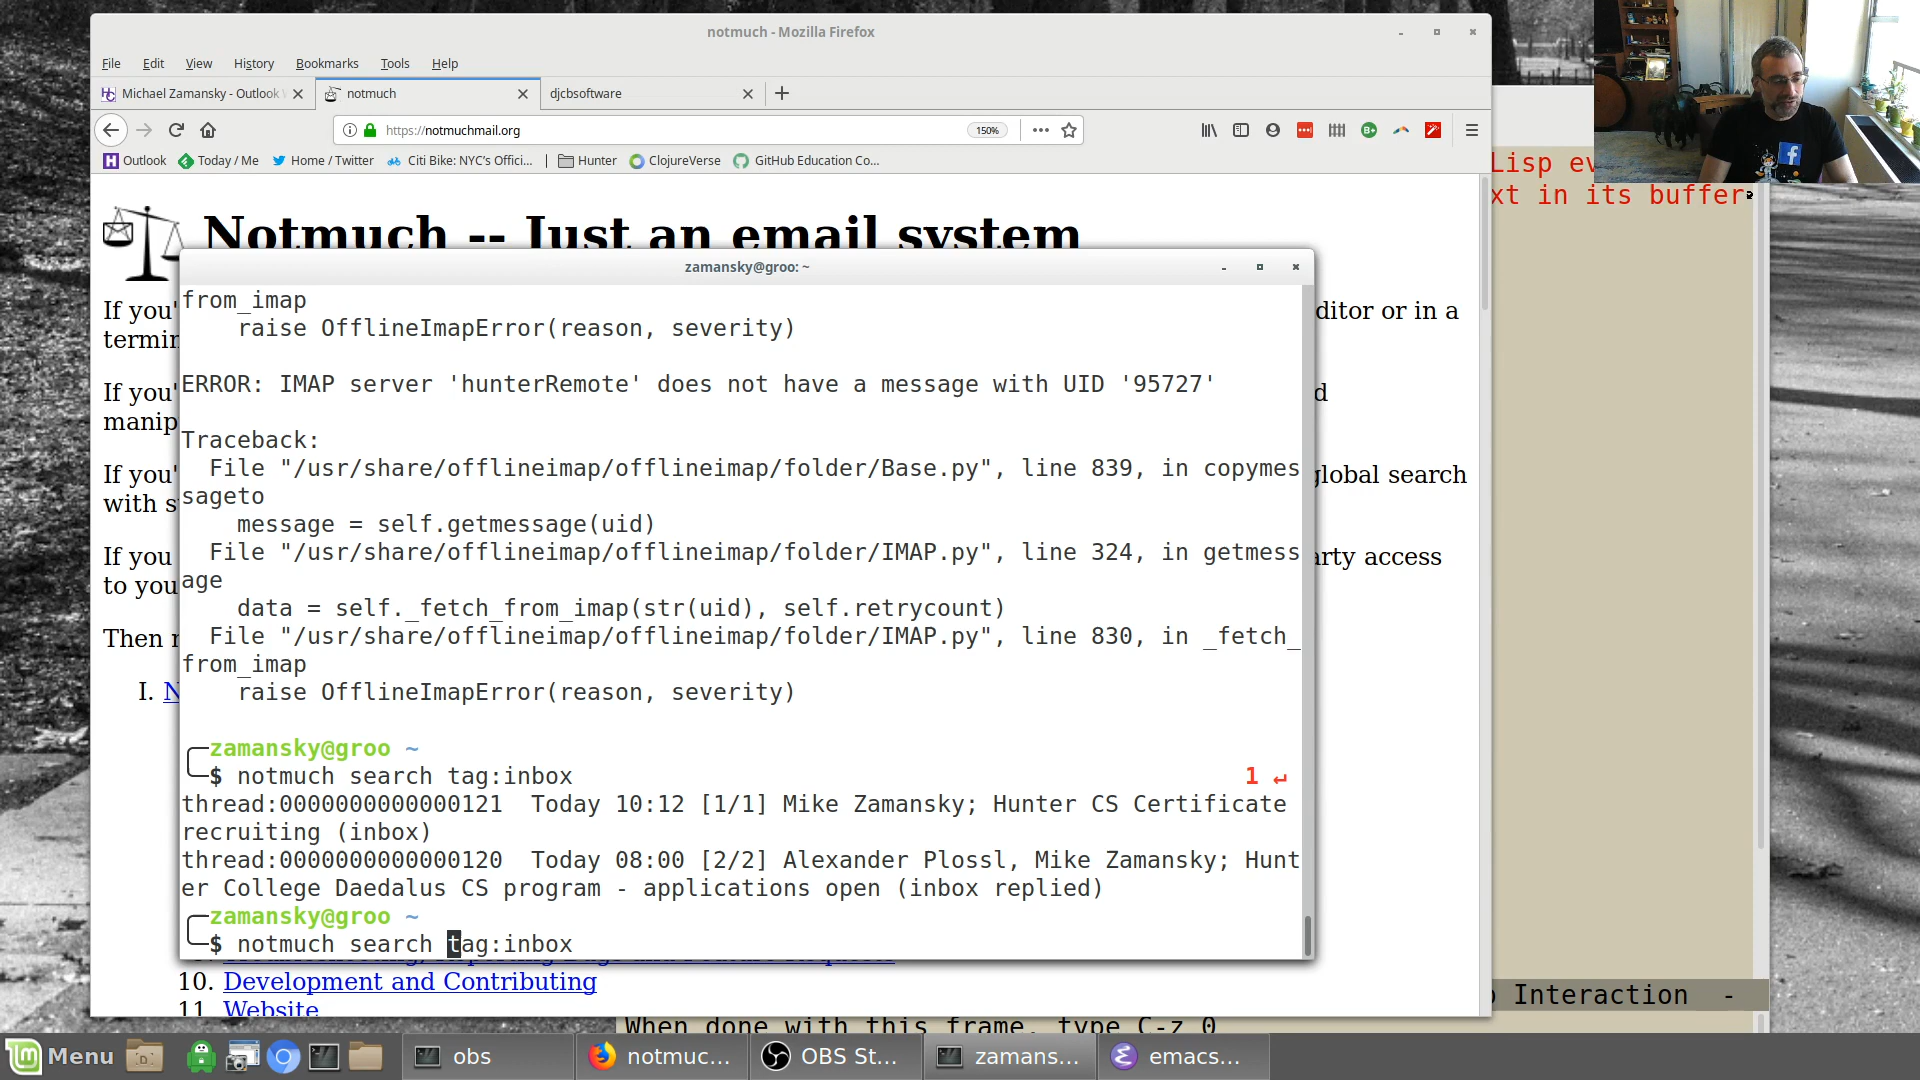 notmuch - Mozilla Firefox
File Edit View History Bookmarks Tools Help
Michael Zamansky - Outlook
notmuch
djcbsoftware
https://notmuchmail.org
150%
Outlook Today / Me Home / Twitter Citi Bike: NYC's Offici... Hunter ClojureVerse GitHub Education Co...
Lisp ev
xt in its buffer.
Notmuch -- Just an email system
zamansky@groo: ~
If you'
ditor or in a
termin
If you'
d
manip
If you'
global search
with s
If you
arty access
to you
Then
I. N
from_imap
raise OfflineImapError(reason, severity)
ERROR: IMAP server 'hunterRemote' does not have a message with UID '95727'
Traceback:
File "/usr/share/offlineimap/offlineimap/folder/Base.py", line 839, in copymes
sageto
message = self.getmessage(uid)
File "/usr/share/offlineimap/offlineimap/folder/IMAP.py", line 324, in getmess
age
data = self._fetch_from_imap(str(uid), self.retrycount)
File "/usr/share/offlineimap/offlineimap/folder/IMAP.py", line 830, in _fetch_
from_imap
raise OfflineImapError(reason, severity)
zamansky@groo ~
$ notmuch search tag:inbox 1 ↵
thread:0000000000000121 Today 10:12 [1/1] Mike Zamansky; Hunter CS Certificate
recruiting (inbox)
thread:0000000000000120 Today 08:00 [2/2] Alexander Plossl, Mike Zamansky; Hunt
er College Daedalus CS program - applications open (inbox replied)
zamansky@groo ~
$ notmuch search tag:inbox
10. Development and Contributing
11. Website
Interaction -
When done with this frame, type C-z 0
Menu obs notmuc... OBS St... zamans... emacs...